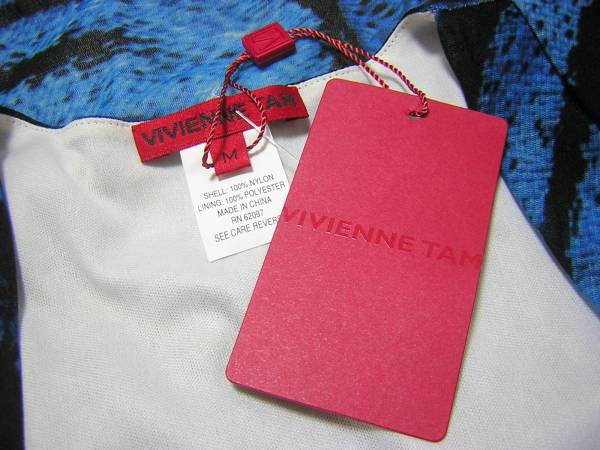 VIVIENNE TAM
M
SHELL: 100% NYLON
LINING: 100% POLYESTER
MADE IN CHINA
RN 62097
SEE CARE REVERSE
VIVIENNE TAM